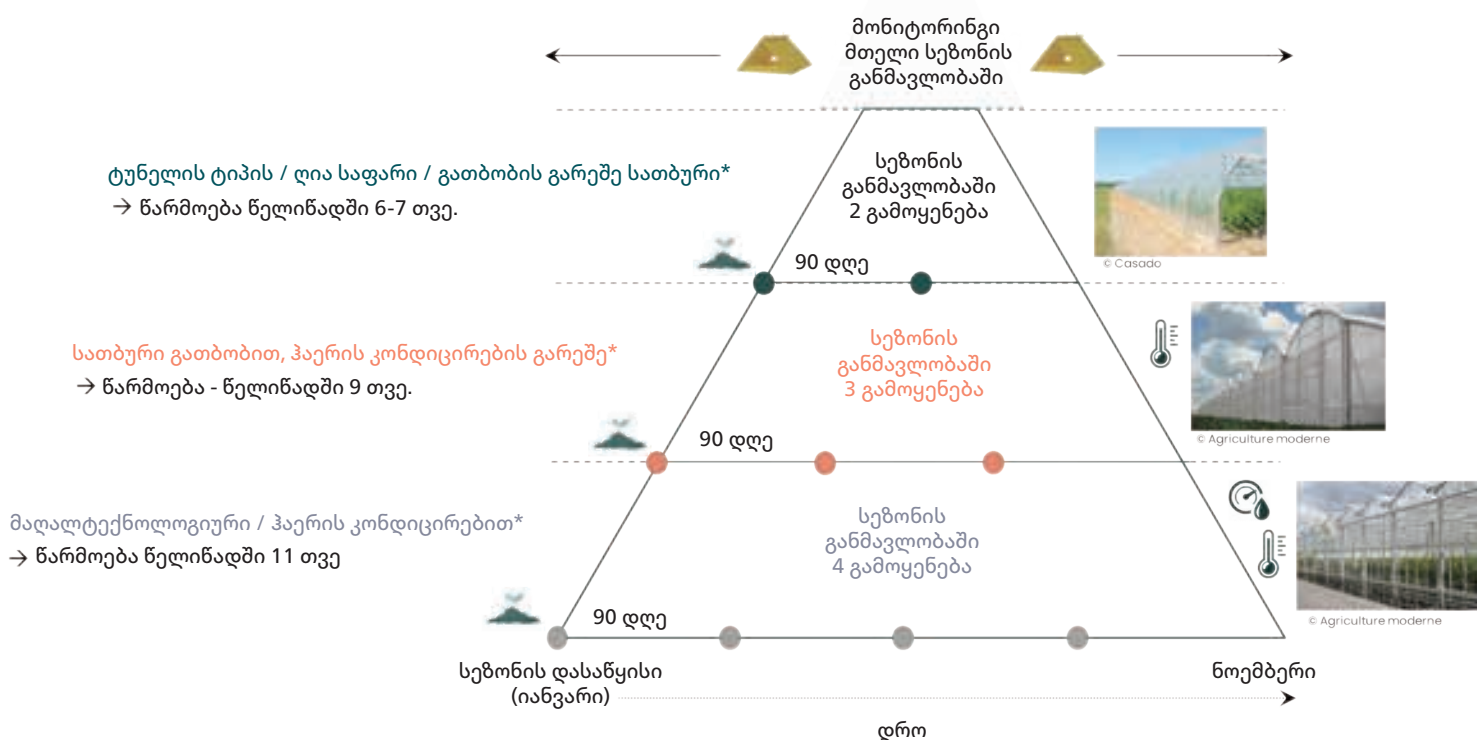 მონიტორინგი
მთელი სეზონის
განმავლობაში
ტუნელის ტიპის / ღია საფარი / გათბობის გარეშე სათბური*
→ წარმოება წელიწადში 6-7 თვე.
სეზონის
განმავლობაში
2 გამოყენება
© Casado
90 დღე
სათბური გათბობით, ჰაერის კონდიცირების გარეშე*
→ წარმოება - წელიწადში 9 თვე.
სეზონის
განმავლობაში
3 გამოყენება
© Agriculture moderne
90 დღე
მაღალტექნოლოგიური / ჰაერის კონდიცირებით*
→ წარმოება წელიწადში 11 თვე
სეზონის
განმავლობაში
4 გამოყენება
© Agriculture moderne
90 დღე
სეზონის დასაწყისი
(იანვარი)
ნოემბერი
დრო